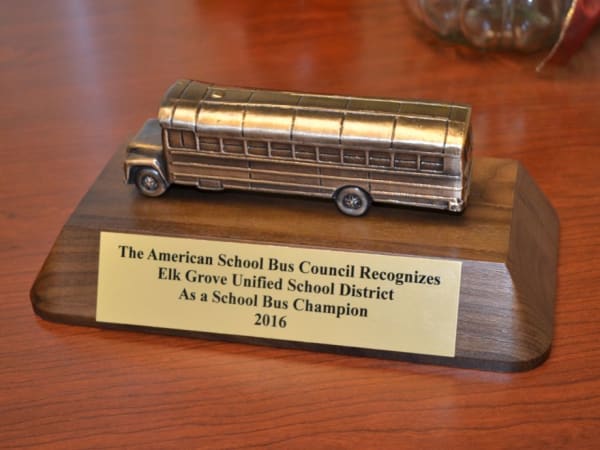 The American School Bus Council Recognizes
Elk Grove Unified School District
As a School Bus Champion
2016